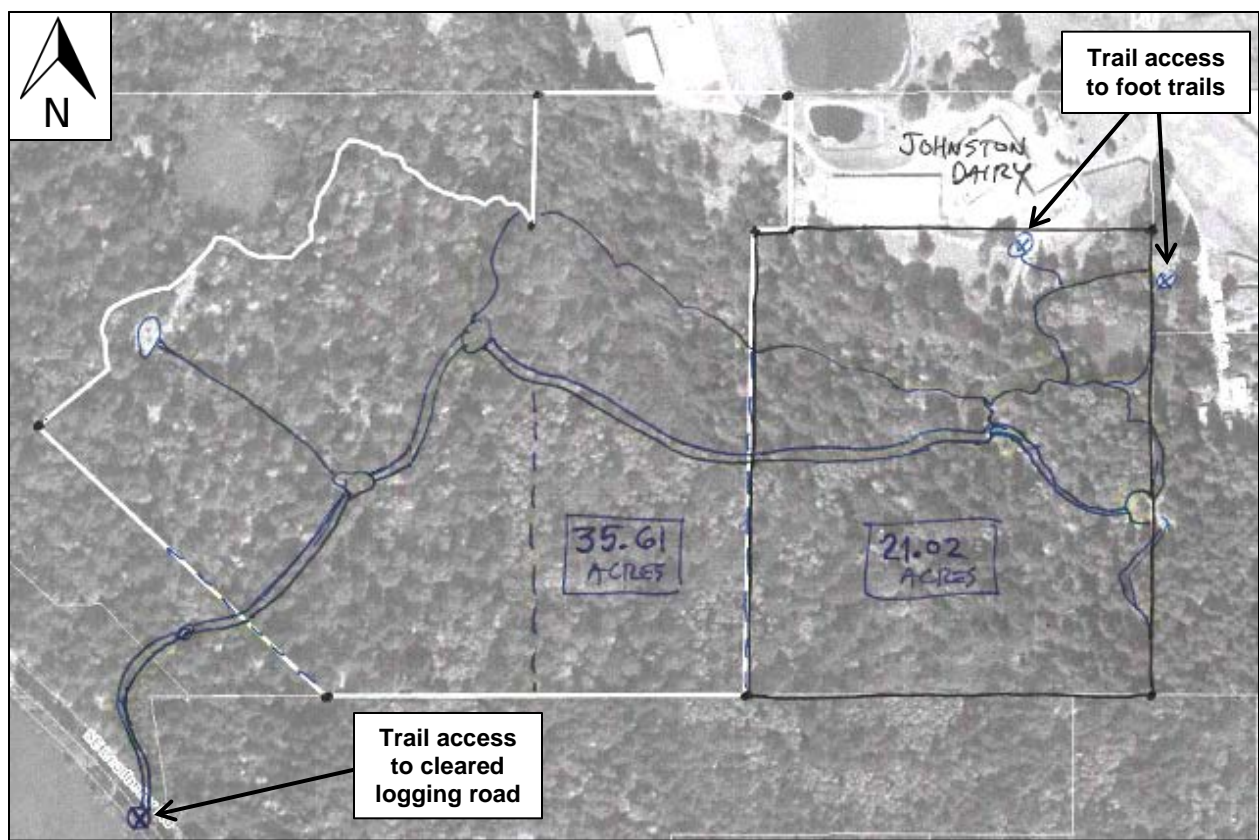 N
Trail access
to foot trails
JOHNSTON
DAIRY
35.61
ACRES
21.02
ACRES
Trail access
to cleared
logging road